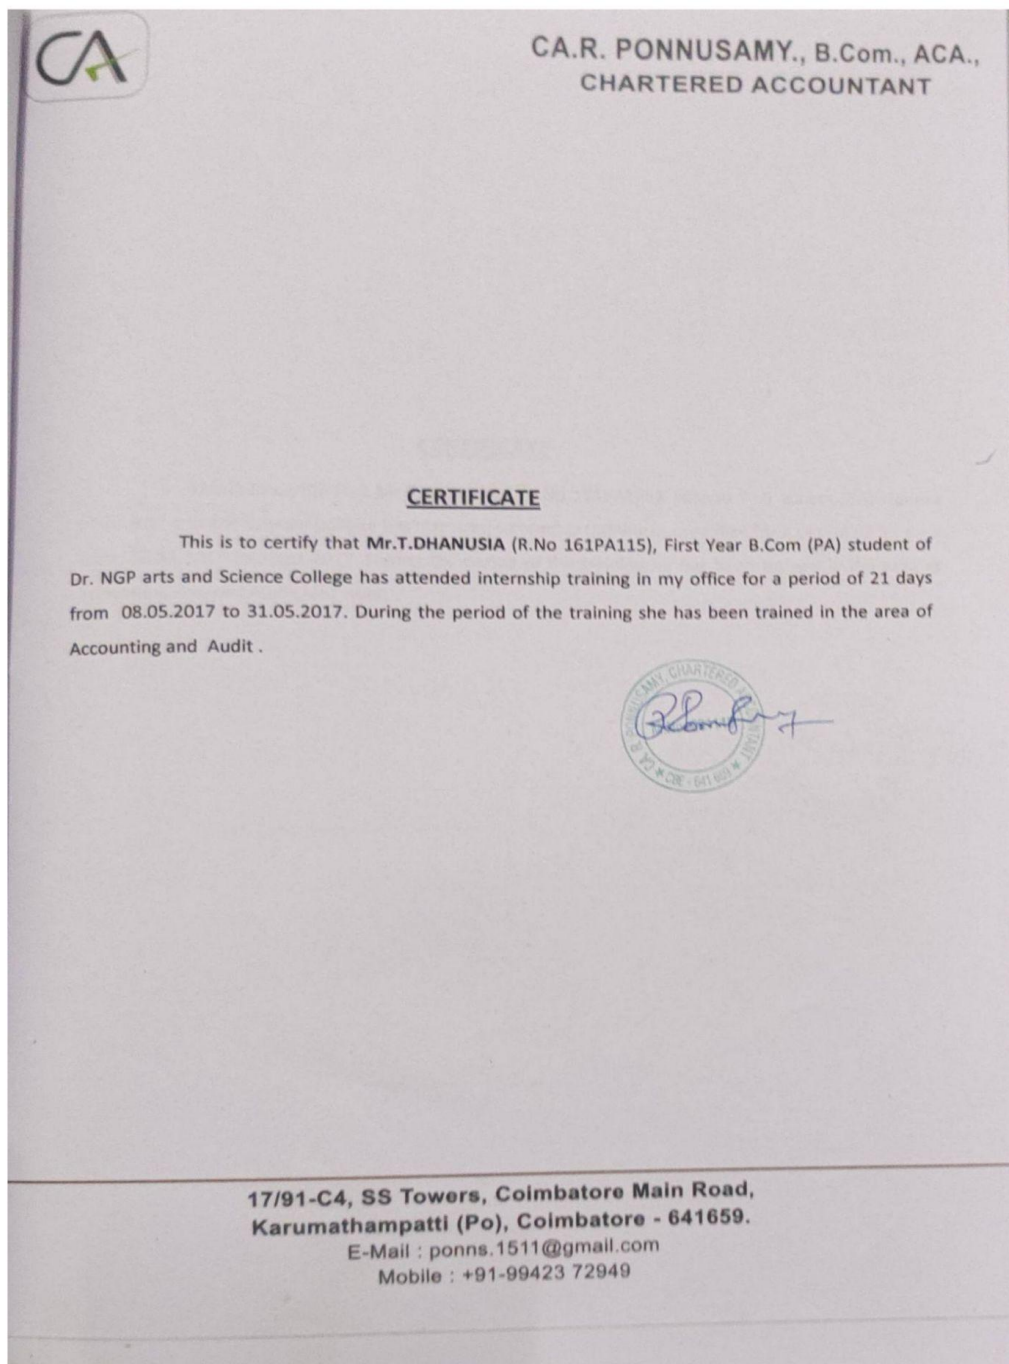 CA
CA.R. PONNUSAMY., B.Com., ACA.,
CHARTERED ACCOUNTANT
CERTIFICATE
This is to certify that Mr.T.DHANUSIA (R.No 161PA115), First Year B.Com (PA) student of
Dr. NGP arts and Science College has attended internship training in my office for a period of 21 days
from 08.05.2017 to 31.05.2017. During the period of the training she has been trained in the area of
Accounting and Audit .
CA. R. PONNUSAMY, CHARTERED ACCOUNTANT
17/91-C4, SS Towers, Coimbatore Main Road,
Karumathampatti (Po), Coimbatore - 641659.
E-Mail : ponns.1511@gmail.com
Mobile : +91-99423 72949